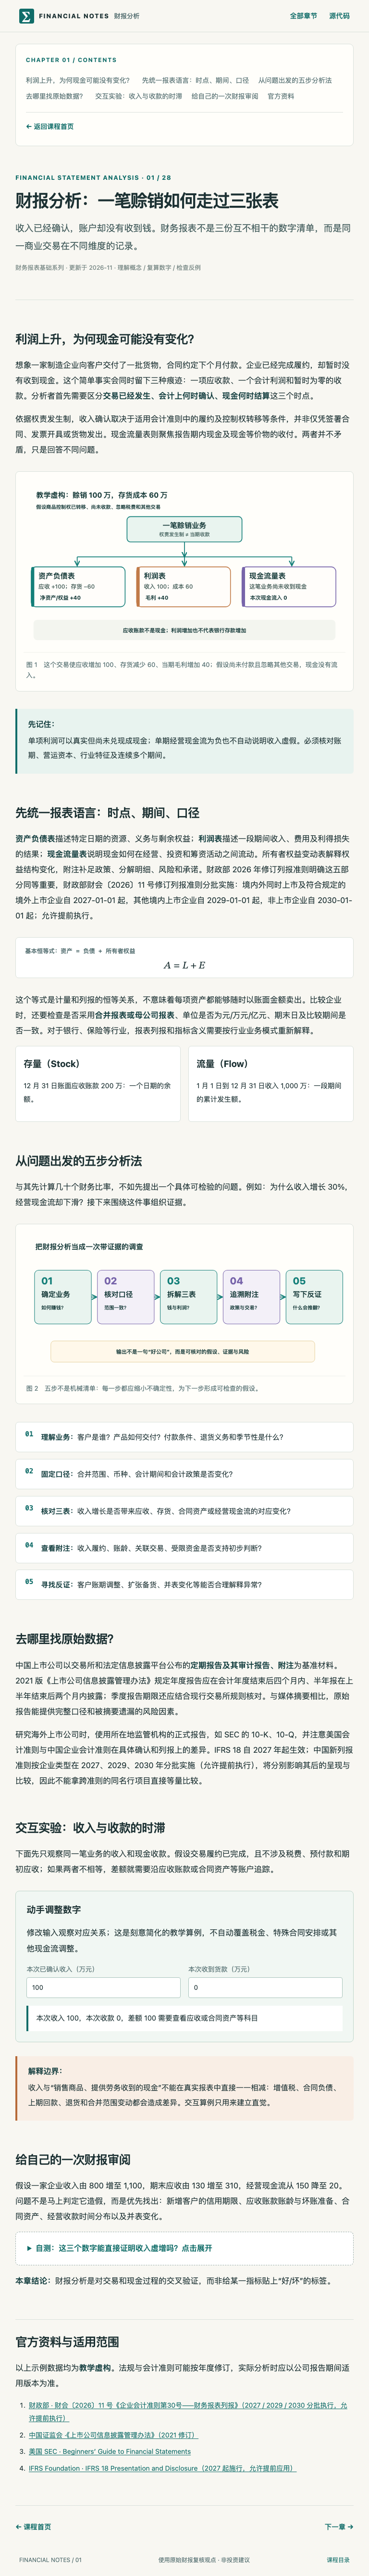 ∑ FINANCIAL NOTES 财报分析 全部章节 源代码
CHAPTER 01 / CONTENTS
利润上升，为何现金可能没有变化？ 先统一报表语言：时点、期间、口径 从问题出发的五步分析法
去哪里找原始数据？ 交互实验：收入与收款的时滞 给自己的一次财报审阅 官方资料
← 返回课程首页
FINANCIAL STATEMENT ANALYSIS · 01 / 28
财报分析：一笔赊销如何走过三张表
收入已经确认，账户却没有收到钱。财务报表不是三份互不相干的数字清单，而是同
一商业交易在不同维度的记录。
财务报表基础系列 · 更新于 2026-11 · 理解概念 / 复算数字 / 检查反例
利润上升，为何现金可能没有变化？
想象一家制造企业向客户交付了一批货物，合同约定下个月付款。企业已经完成履约，却暂时没
有收到现金。这个简单事实会同时留下三种痕迹：一项应收款、一个会计利润和暂时为零的收
款。分析者首先需要区分交易已经发生、会计上何时确认、现金何时结算这三个时点。
依据权责发生制，收入确认取决于适用会计准则中的履约及控制权转移等条件，并非仅凭签署合
同、发票开具或货物发出。现金流量表则聚焦报告期内现金及现金等价物的收付。两者并不矛
盾，只是回答不同问题。
教学虚构：赊销 100 万，存货成本 60 万
假设商品控制权已转移、尚未收款、忽略税费和其他交易
一笔赊销业务
权责发生制 ≠ 当期收款
资产负债表
应收 +100；存货 −60
净资产/权益 +40
利润表
收入 100；成本 60
毛利 +40
现金流量表
这笔业务尚未收到现金
本次现金流入 0
应收账款不是现金；利润增加也不代表银行存款增加
图 1 这个交易使应收增加 100、存货减少 60、当期毛利增加 40；假设尚未付款且忽略其他交易，现金没有流
入。
先记住：
单项利润可以真实但尚未兑现成现金；单期经营现金流为负也不自动说明收入虚假。必须核对账
期、营运资本、行业特征及连续多个期间。
先统一报表语言：时点、期间、口径
资产负债表描述特定日期的资源、义务与剩余权益；利润表描述一段期间收入、费用及利得损失
的结果；现金流量表说明现金如何在经营、投资和筹资活动之间流动。所有者权益变动表解释权
益结构变化，附注补足政策、分解明细、风险和承诺。财政部 2026 年修订列报准则明确这五部
分同等重要，财政部财会〔2026〕11 号修订列报准则分批实施：境内外同时上市及符合规定的
境外上市企业自 2027-01-01 起，其他境内上市企业自 2029-01-01 起，非上市企业自 2030-01-
01 起；允许提前执行。
基本恒等式：资产 = 负债 + 所有者权益
A = L + E
这个等式是计量和列报的恒等关系，不意味着每项资产都能够随时以账面金额卖出。比较企业
时，还要检查是否采用合并报表或母公司报表、单位是否为元/万元/亿元、期末日及比较期间是
否一致。对于银行、保险等行业，报表列报和指标含义需要按行业业务模式重新解释。
存量（Stock）
12 月 31 日账面应收账款 200 万：一个日期的余
额。
流量（Flow）
1 月 1 日到 12 月 31 日收入 1,000 万：一段期间
的累计发生额。
从问题出发的五步分析法
与其先计算几十个财务比率，不如先提出一个具体可检验的问题。例如：为什么收入增长 30%，
经营现金流却下滑？接下来围绕这件事组织证据。
把财报分析当成一次带证据的调查
01
确定业务
如何赚钱？
02
核对口径
范围一致？
03
拆解三表
钱与利润？
04
追溯附注
政策与交易？
05
写下反证
什么会推翻？
输出不是一句“好公司”，而是可核对的假设、证据与风险
图 2 五步不是机械清单：每一步都应缩小不确定性，为下一步形成可检查的假设。
01 理解业务：客户是谁？产品如何交付？付款条件、退货义务和季节性是什么？
02 固定口径：合并范围、币种、会计期间和会计政策是否变化？
03 核对三表：收入增长是否带来应收、存货、合同资产或经营现金流的对应变化？
04 查看附注：收入履约、账龄、关联交易、受限资金是否支持初步判断？
05 寻找反证：客户账期调整、扩张备货、并表变化等能否合理解释异常？
去哪里找原始数据？
中国上市公司以交易所和法定信息披露平台公布的定期报告及其审计报告、附注为基准材料。
2021 版《上市公司信息披露管理办法》规定年度报告应在会计年度结束后四个月内、半年报在上
半年结束后两个月内披露；季度报告期限还应结合现行交易所规则核对。与媒体摘要相比，原始
报告能提供完整口径和被摘要遗漏的风险因素。
研究海外上市公司时，使用所在地监管机构的正式报告，如 SEC 的 10-K、10-Q，并注意美国会
计准则与中国企业会计准则在具体确认和列报上的差异。IFRS 18 自 2027 年起生效；中国新列报
准则按企业类型在 2027、2029、2030 年分批实施（允许提前执行），将分别影响其后的呈现与
比较，因此不能拿跨准则的同名行项目直接等量比较。
交互实验：收入与收款的时滞
下面先只观察同一笔业务的收入和现金收款。假设交易履约已完成，且不涉及税费、预付款和期
初应收；如果两者不相等，差额就需要沿应收账款或合同资产等账户追踪。
动手调整数字
修改输入观察对应关系；这是刻意简化的教学算例，不自动覆盖税金、特殊合同安排或其
他现金流调整。
本次已确认收入（万元） 本次收到货款（万元）
100 0
本次收入 100，本次收款 0，差额 100 需要查看应收或合同资产等科目
解释边界：
收入与“销售商品、提供劳务收到的现金”不能在真实报表中直接一一相减：增值税、合同负债、
上期回款、退货和合并范围变动都会造成差异。交互算例只用来建立直觉。
给自己的一次财报审阅
假设一家企业收入由 800 增至 1,100，期末应收由 130 增至 310，经营现金流从 150 降至 20。
问题不是马上判定它造假，而是优先找出：新增客户的信用期限、应收账款账龄与坏账准备、合
同资产、经营收款时间分布以及并表变化。
▶ 自测：这三个数字能直接证明收入虚增吗？点击展开
本章结论：财报分析是对交易和现金过程的交叉验证，而非给某一指标贴上“好/坏”的标签。
官方资料与适用范围
以上示例数据均为教学虚构。法规与会计准则可能按年度修订，实际分析时应以公司报告期间适
用版本为准。
1. 财政部 · 财会〔2026〕11 号《企业会计准则第30号——财务报表列报》（2027 / 2029 / 2030 分批执行，允
许提前执行）
2. 中国证监会 ·《上市公司信息披露管理办法》（2021 修订）
3. 美国 SEC · Beginners' Guide to Financial Statements
4. IFRS Foundation · IFRS 18 Presentation and Disclosure（2027 起施行，允许提前应用）
← 课程首页 下一章 →
FINANCIAL NOTES / 01 使用原始财报复核观点 · 非投资建议 课程目录